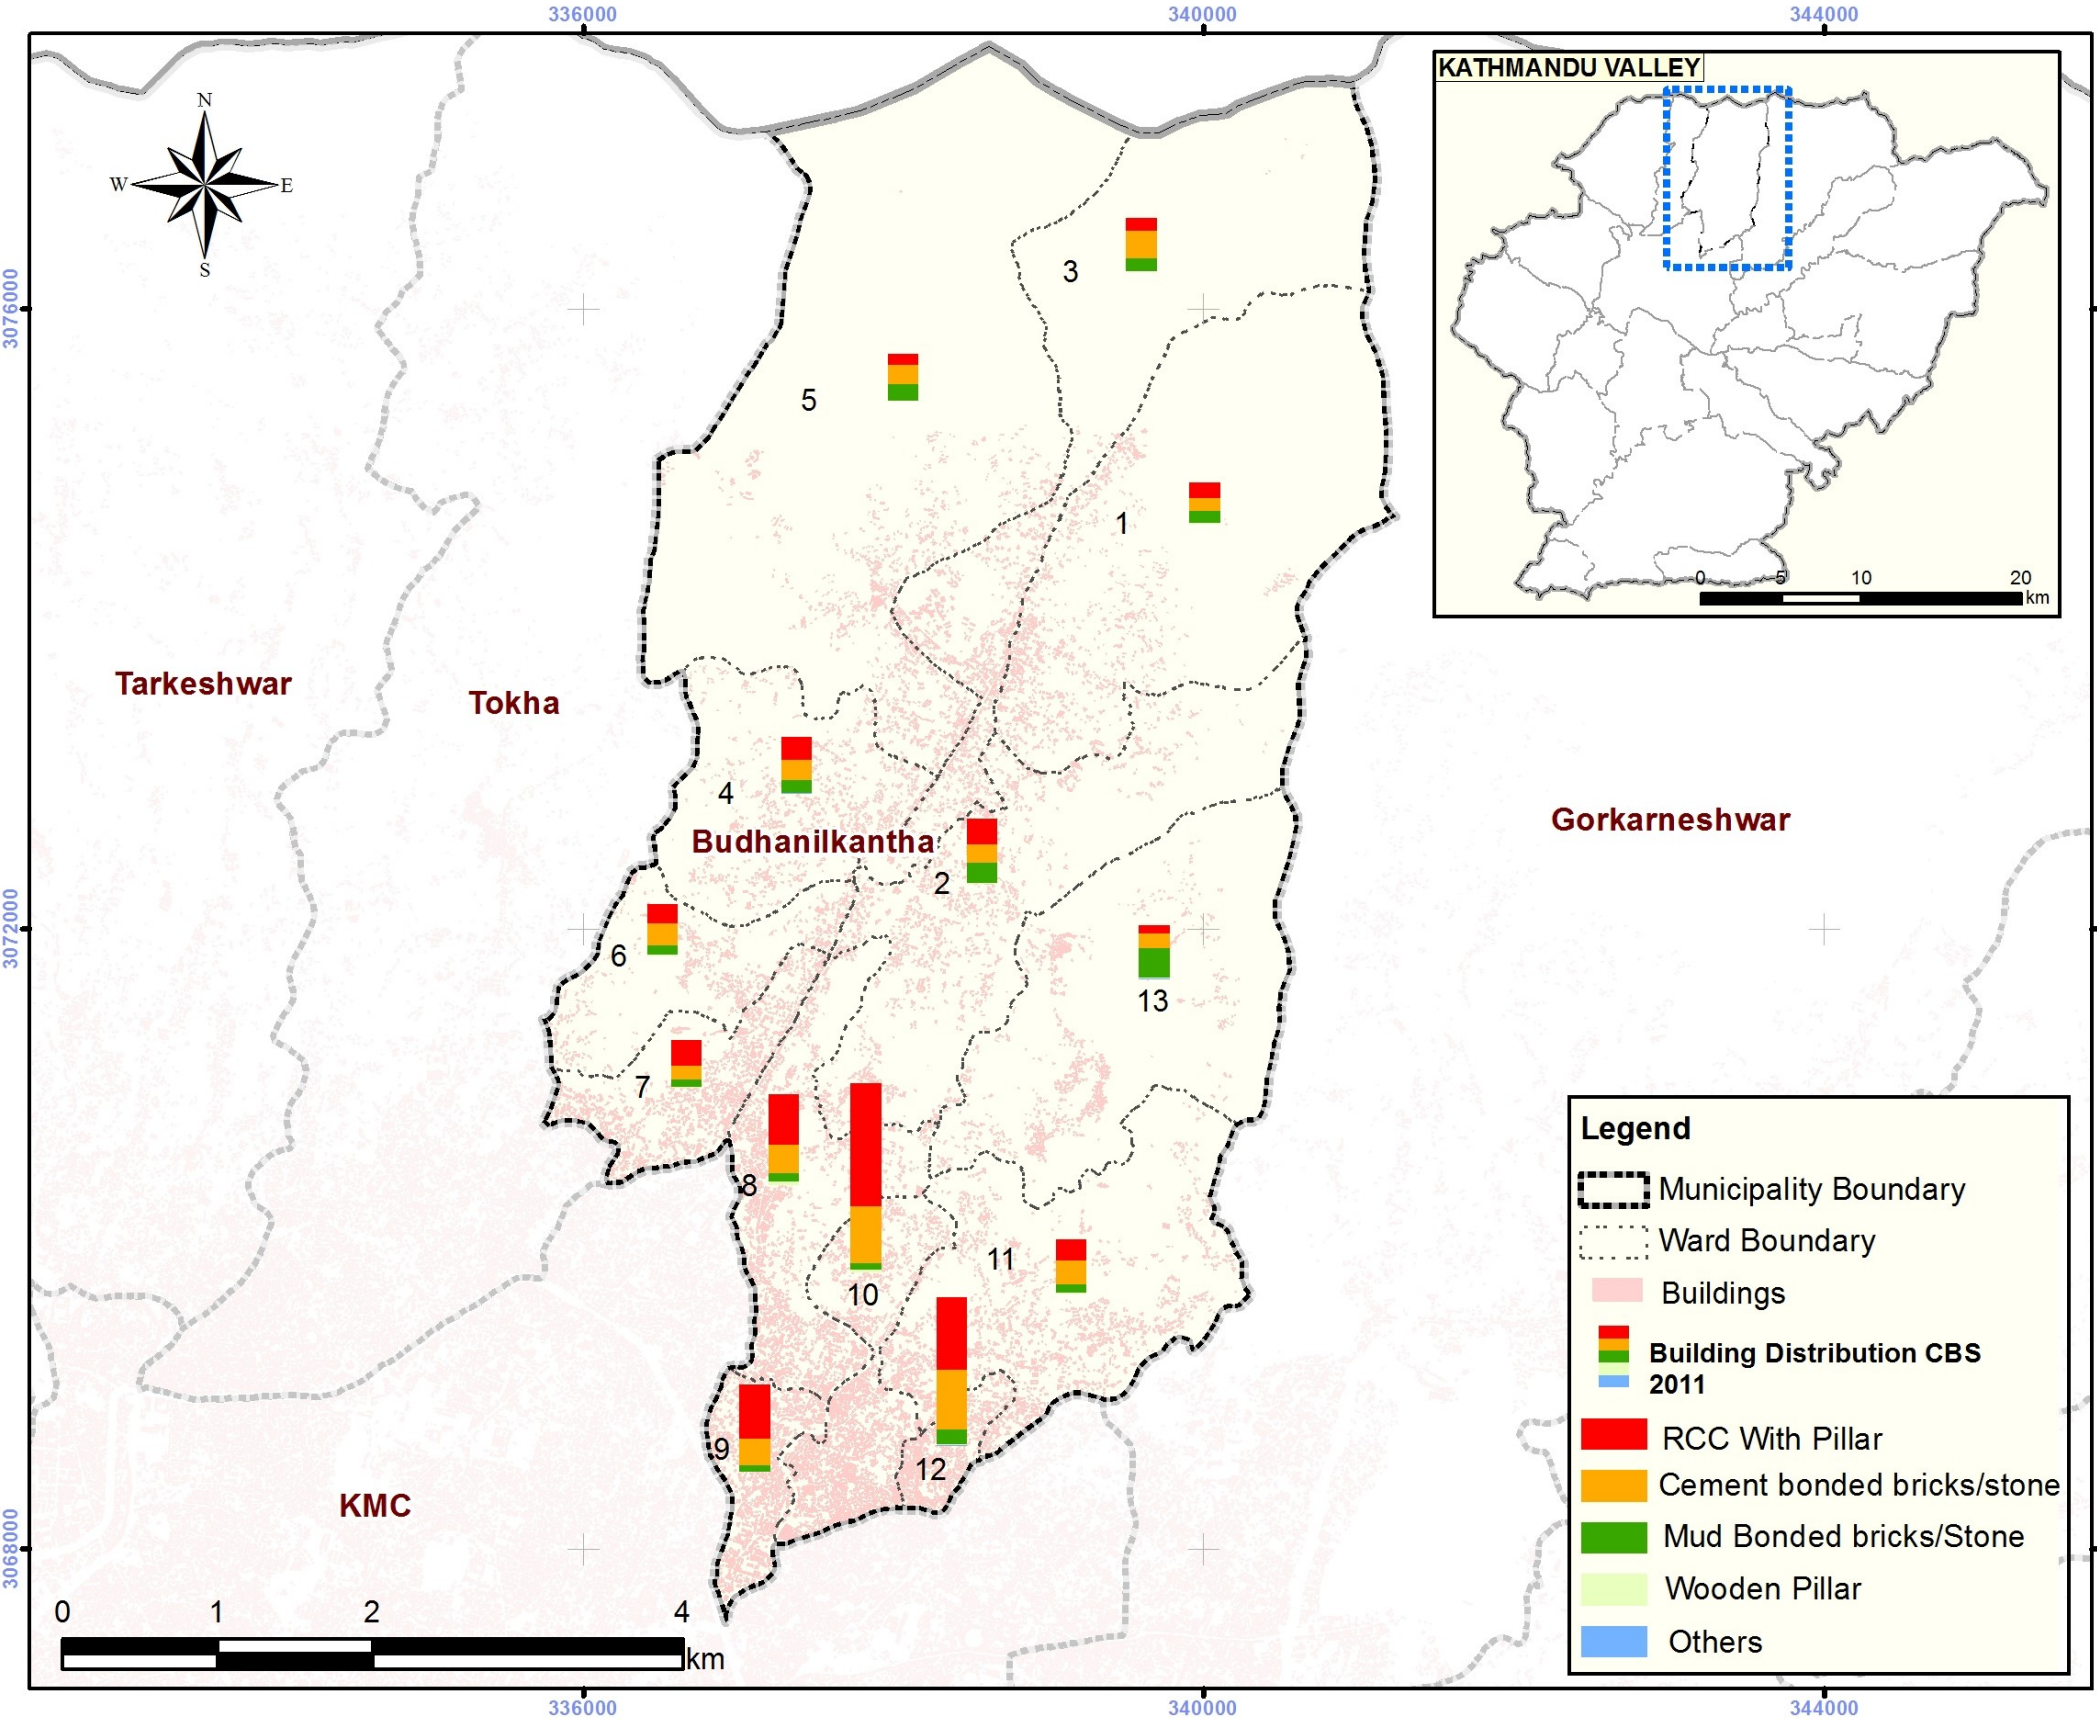 336000
340000
344000
KATHMANDU VALLEY
N
W
E
S
3076000
3
5
1
0
5
10
20
km
Tarkeshwar
Tokha
4
Budhanilkantha
Gorkarneshwar
2
3072000
6
13
7
8
10
11
9
12
KMC
3068000
Legend
Municipality Boundary
Ward Boundary
Buildings
Building Distribution CBS
2011
RCC With Pillar
Cement bonded bricks/stone
Mud Bonded bricks/Stone
Wooden Pillar
Others
0
1
2
4
km
336000
340000
344000